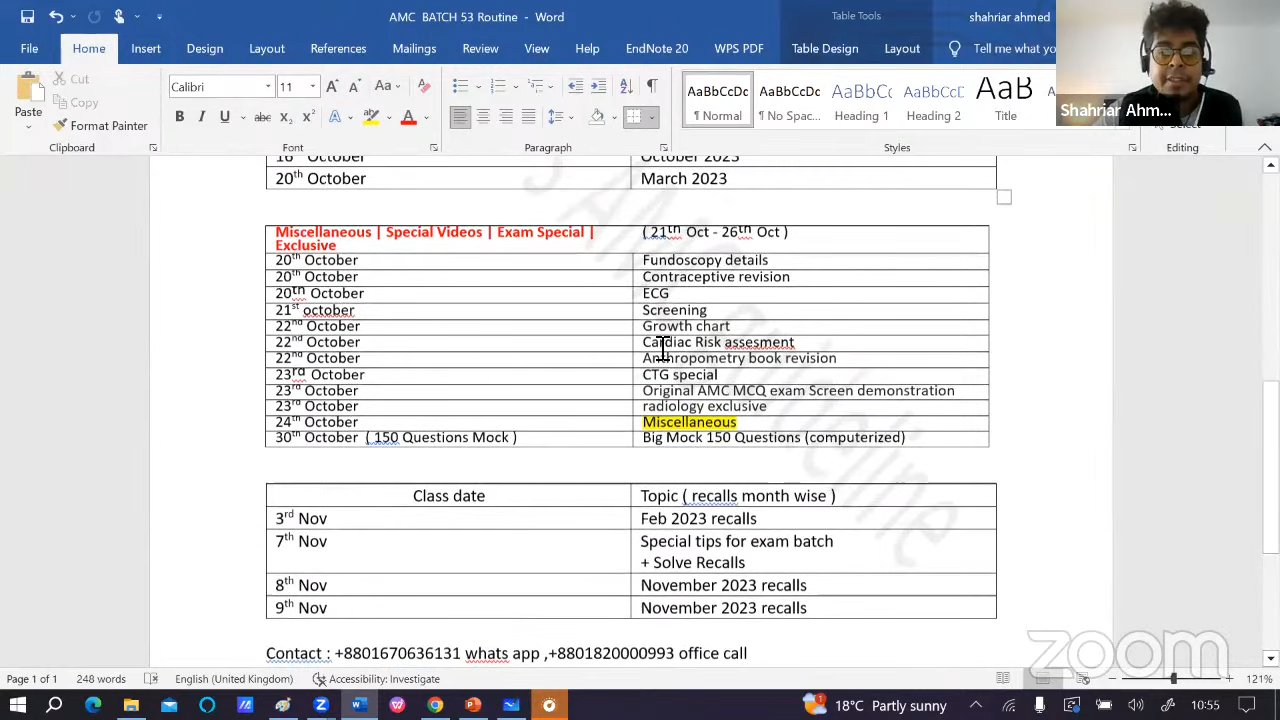 AMC BATCH 53 Routine - Word
Table Tools
shahriar ahmed
File Home Insert Design Layout References Mailings Review View Help EndNote 20 WPS PDF Table Design Layout Tell me what you
Paste
Cut
Copy
Format Painter
Clipboard
Calibri 11
Font
Paragraph
AaBbCcDc AaBbCcDc AaBbCc AaBbCcD AaB
¶ Normal ¶ No Spac... Heading 1 Heading 2 Title
Styles
Editing
Shahriar Ahm...
16th October October 2023
20th October March 2023
Miscellaneous | Special Videos | Exam Special | Exclusive ( 21th Oct - 26th Oct )
20th October Fundoscopy details
20th October Contraceptive revision
20th October ECG
21st october Screening
22nd October Growth chart
22nd October Cardiac Risk assesment
22nd October Anthropometry book revision
23rd October CTG special
23rd October Original AMC MCQ exam Screen demonstration
23rd October radiology exclusive
24th October Miscellaneous
30th October ( 150 Questions Mock ) Big Mock 150 Questions (computerized)
Class date Topic ( recalls month wise )
3rd Nov Feb 2023 recalls
7th Nov Special tips for exam batch
+ Solve Recalls
8th Nov November 2023 recalls
9th Nov November 2023 recalls
Contact : +8801670636131 whats app ,+8801820000993 office call
zoom
Page 1 of 1 248 words English (United Kingdom) Accessibility: Investigate 121%
18°C Partly sunny ENG 10:55